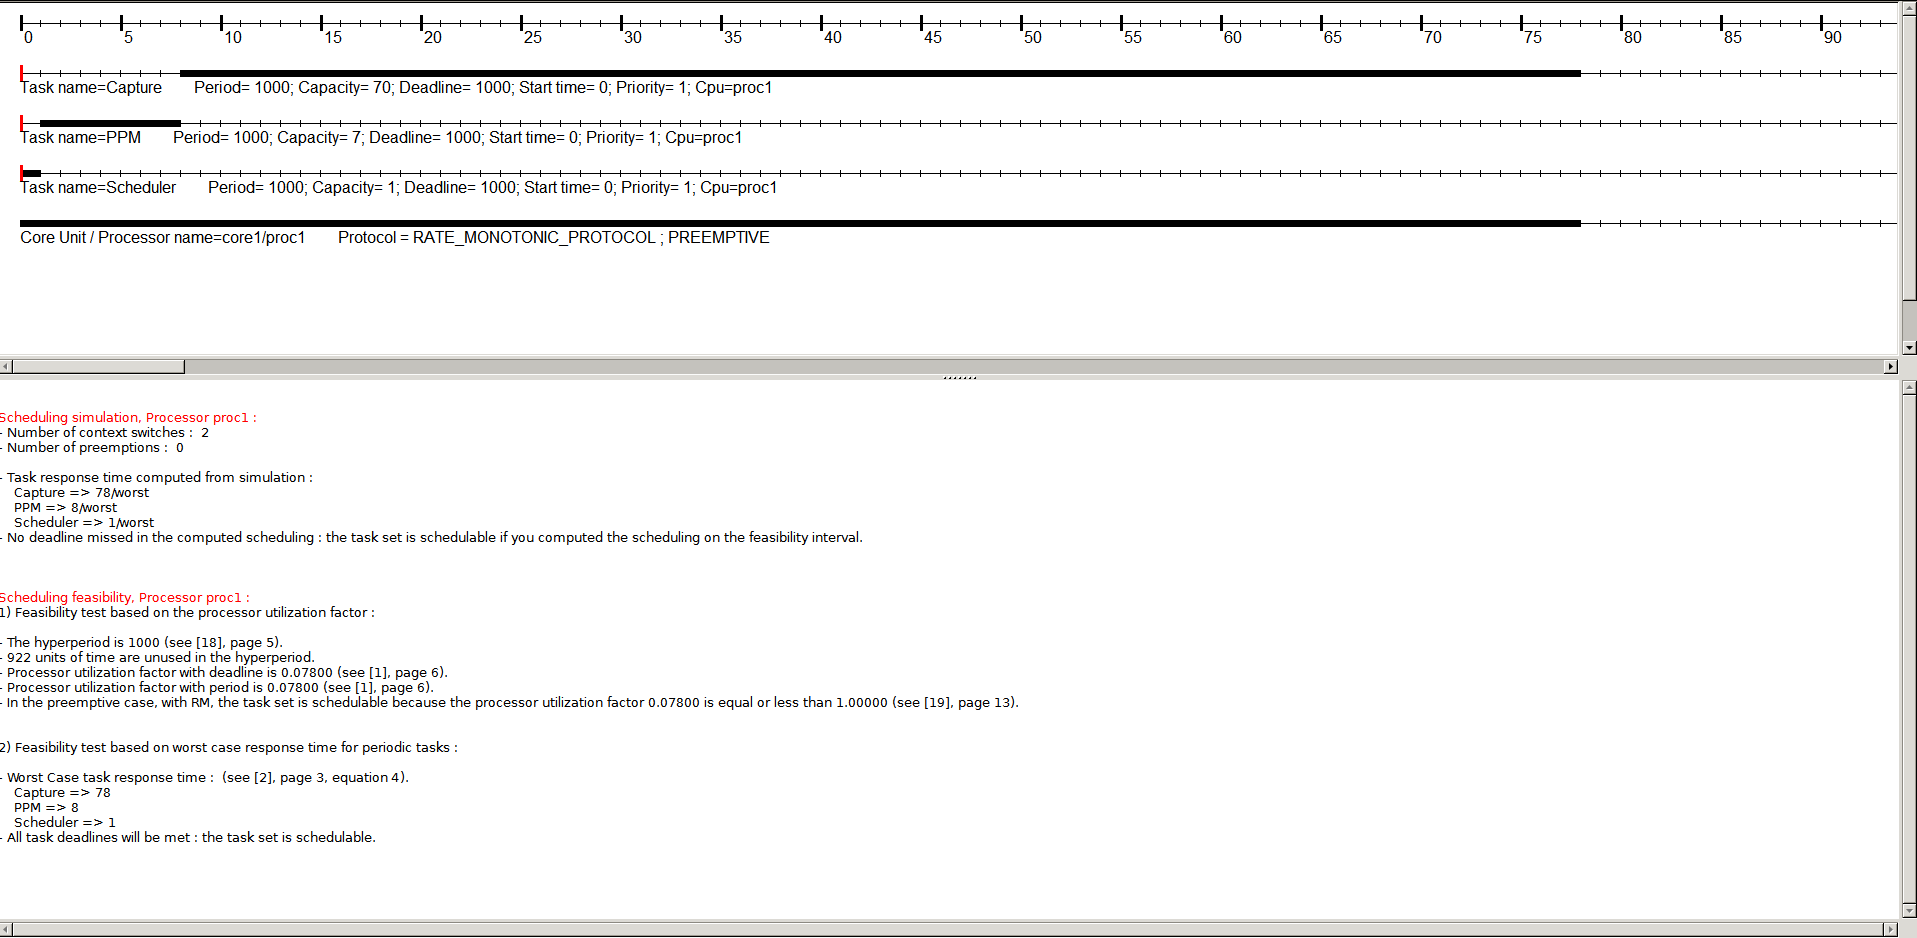 0 5 10 15 20 25 30 35 40 45 50 55 60 65 70 75 80 85 90
Task name=Capture Period= 1000; Capacity= 70; Deadline= 1000; Start time= 0; Priority= 1; Cpu=proc1
Task name=PPM Period= 1000; Capacity= 7; Deadline= 1000; Start time= 0; Priority= 1; Cpu=proc1
Task name=Scheduler Period= 1000; Capacity= 1; Deadline= 1000; Start time= 0; Priority= 1; Cpu=proc1
Core Unit / Processor name=core1/proc1 Protocol = RATE_MONOTONIC_PROTOCOL ; PREEMPTIVE
Scheduling simulation, Processor proc1 :
- Number of context switches : 2
- Number of preemptions : 0
- Task response time computed from simulation :
Capture => 78/worst
PPM => 8/worst
Scheduler => 1/worst
- No deadline missed in the computed scheduling : the task set is schedulable if you computed the scheduling on the feasibility interval.
Scheduling feasibility, Processor proc1 :
1) Feasibility test based on the processor utilization factor :
- The hyperperiod is 1000 (see [18], page 5).
- 922 units of time are unused in the hyperperiod.
- Processor utilization factor with deadline is 0.07800 (see [1], page 6).
- Processor utilization factor with period is 0.07800 (see [1], page 6).
- In the preemptive case, with RM, the task set is schedulable because the processor utilization factor 0.07800 is equal or less than 1.00000 (see [19], page 13).
2) Feasibility test based on worst case response time for periodic tasks :
- Worst Case task response time : (see [2], page 3, equation 4).
Capture => 78
PPM => 8
Scheduler => 1
- All task deadlines will be met : the task set is schedulable.